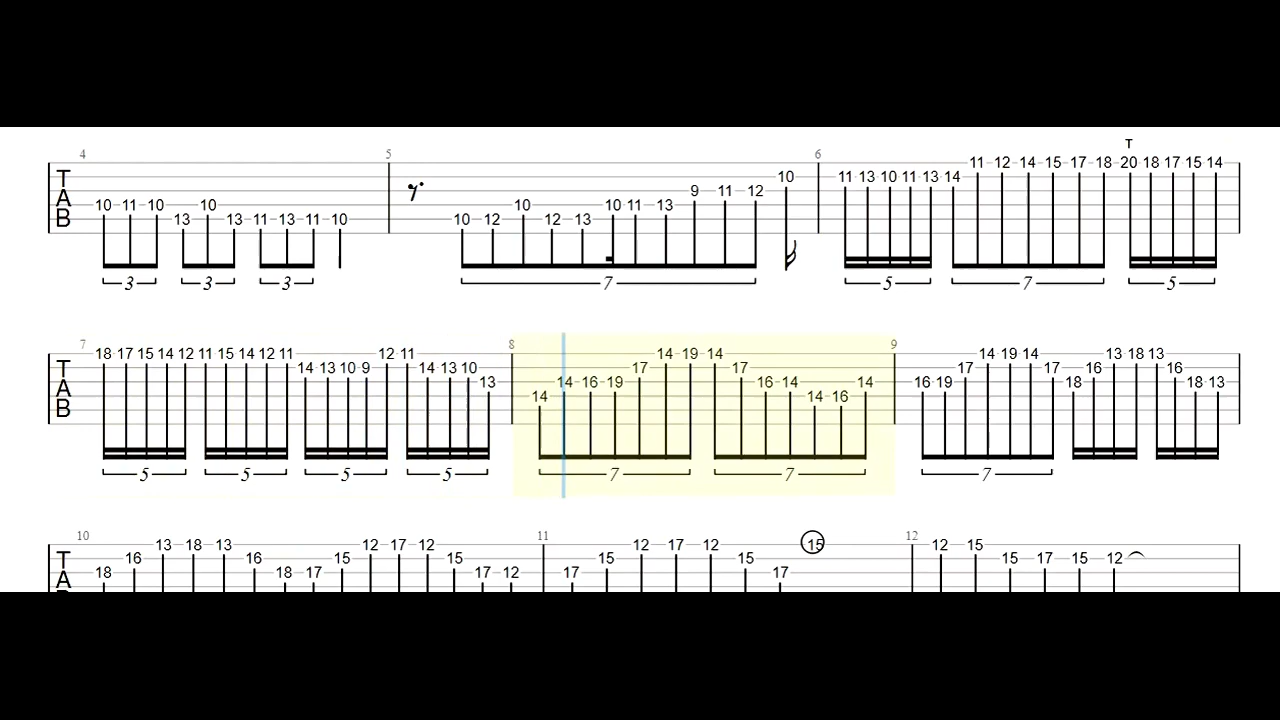 4 5 6 T
11 12 14 15 17 18 20 18 17 15 14
10 11 13 10 11 13 14
9 11 12
10 11 10 10 10 10 11 13
13 13 11 13 11 10 10 12 12 13
3 3 3 7 5 7 5
TAB
7 8 9
18 17 15 14 12 11 15 14 12 11 12 11 14 19 14 14 19 14 13 18 13
14 13 10 9 14 13 10 17 17 17 17 16 16
13 14 16 19 16 14 14 16 19 18 18 13
14 14 16
5 5 5 5 7 7 7
TAB
10 11 12
13 18 13 12 17 12 12 17 12 15 12 15
16 16 15 15 15 15 15 17 15 12
18 18 17 17 12 17 17
TA